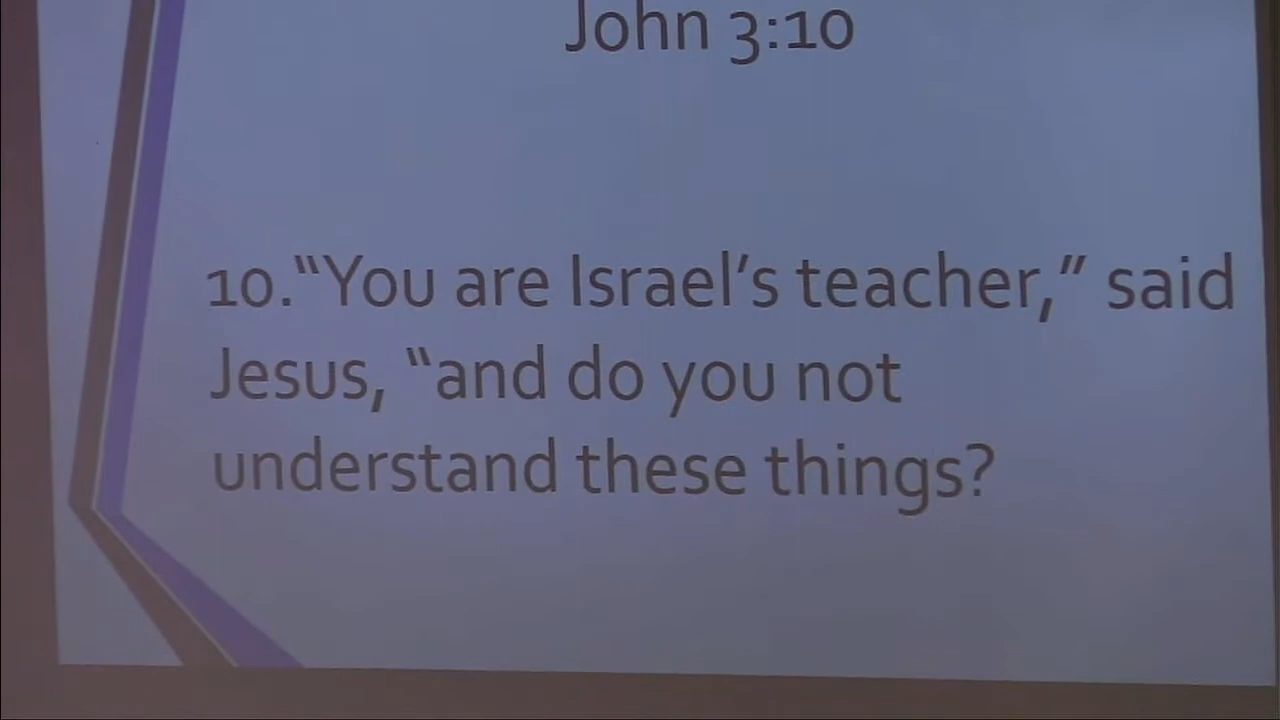 John 3:10
10.“You are Israel’s teacher,” said
Jesus, “and do you not
understand these things?